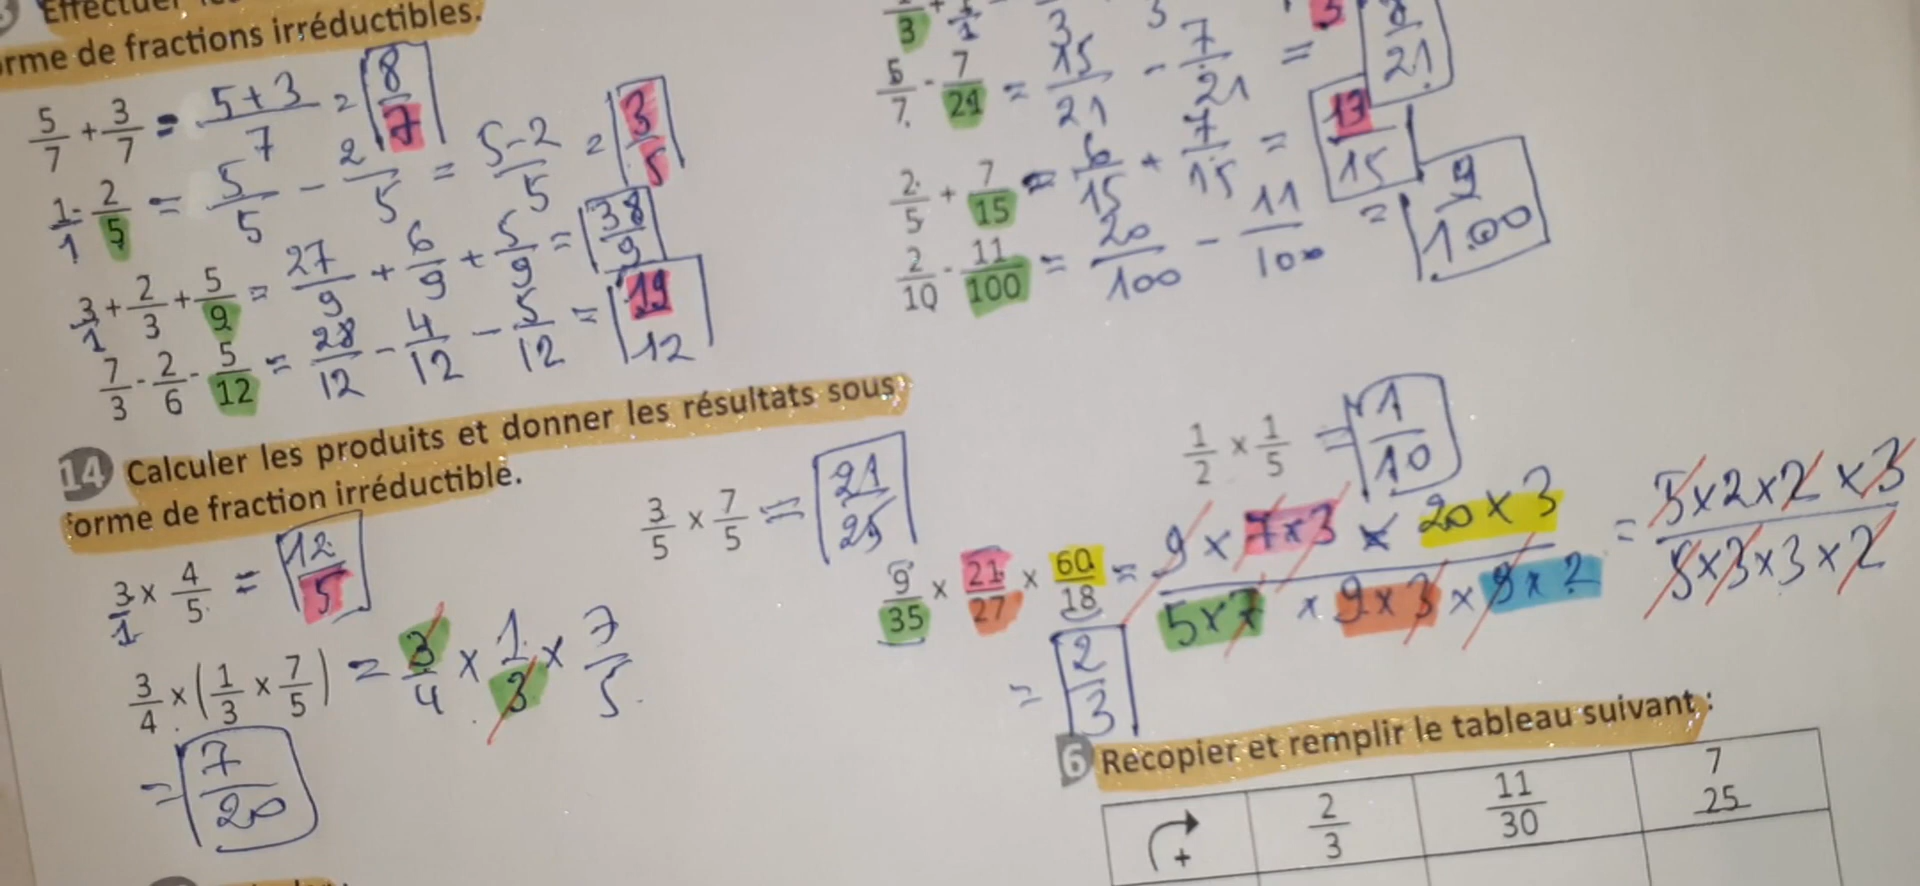 Effectuer
rme de fractions irréductibles.
5/7 + 3/7 = 5+3/7 = 8/7
1/1 - 2/5 = 5/5 - 2/5 = 5-2/5 = 3/5
3/1 + 2/3 + 5/9 = 27/9 + 6/9 + 5/9 = 38/9
7/3 - 2/6 - 5/12 = 28/12 - 4/12 - 5/12 = 19/12
5/7 - 7/21 = 15/21 - 7/21 = 8/21
2/5 + 7/15 = 6/15 + 7/15 = 13/15
2/10 - 11/100 = 20/100 - 11/100 = 9/100
14 Calculer les produits et donner les résultats sous
forme de fraction irréductible.
3/1 × 4/5 = 12/5
3/5 × 7/5 = 21/25
1/2 × 1/5 = 1/10
3/4 × (1/3 × 7/5) = 3/4 × 1/3 × 7/5
= 7/20
9/35 × 21/27 × 60/18 = 9 × 7×3 × 20×3 / 5×7 × 9×3 × 9×2 = 5×2×2×3 / 5×3×3×2
= 2/3
6 Recopier et remplir le tableau suivant :
+ 2/3 11/30 7/25